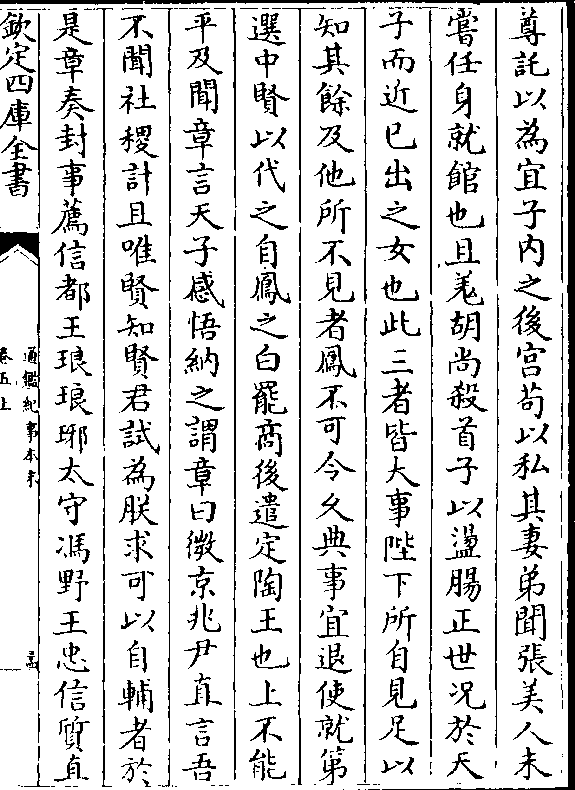 尊託以為宜子内之後宫苟以私其妻弟聞張美人未
嘗任身就館也且羌胡尚殺首子以盪腸正世况於天
子而近已出之女也此三者皆大事陛下所自見足以
知其餘及他所不見者鳳不可令乆典事宜退使就第
選中賢以代之自鳳之白罷商後遣定陶王也上不能
平及聞章言天子感悟納之謂章曰微京兆尹直言吾
不聞社稷計且唯賢知賢君試為朕求可以自輔者於
是章奏封事薦信都王琅琅琊太守馮野王忠信質直
欽定四庫全書
通鑑紀事本末
卷五上